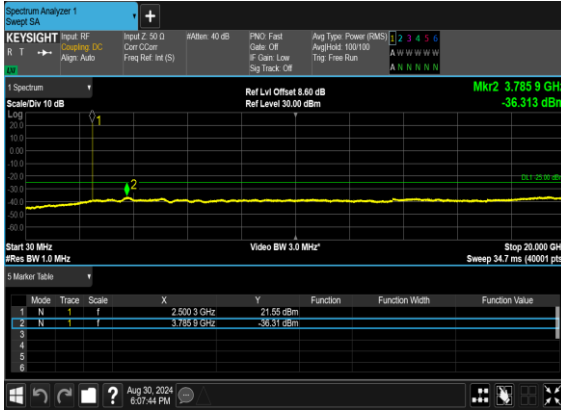 Spectrum Analyzer 1
Swept SA
+
KEYSIGHT Input: RF Input Z: 50 Ω #Atten: 40 dB PNO: Fast Avg Type: Power (RMS) 1 2 3 4 5 6
R T Coupling: DC Corr CCorr Gate: Off Avg|Hold: 100/100 A W W W W W
Align: Auto Freq Ref: Int (S) IF Gain: Low Trig: Free Run
LXI Sig Track: Off A N N N N N
1 Spectrum Ref Lvl Offset 8.60 dB Mkr2 3.785 9 GHz
Scale/Div 10 dB Ref Level 30.00 dBm -36.313 dBm
Log
1
20.0
10.0
0.00
-10.0
-20.0 DL1 -25.00 dBm
-30.0 2
-40.0
-50.0
-60.0
Start 30 MHz Video BW 3.0 MHz* Stop 20.000 GHz
#Res BW 1.0 MHz Sweep 34.7 ms (40001 pts)
5 Marker Table
Mode Trace Scale X Y Function Function Width Function Value
1 N 1 f 2.500 3 GHz 21.55 dBm
2 N 1 f 3.785 9 GHz -36.31 dBm
3
4
5
6
? Aug 30, 2024
6:07:44 PM